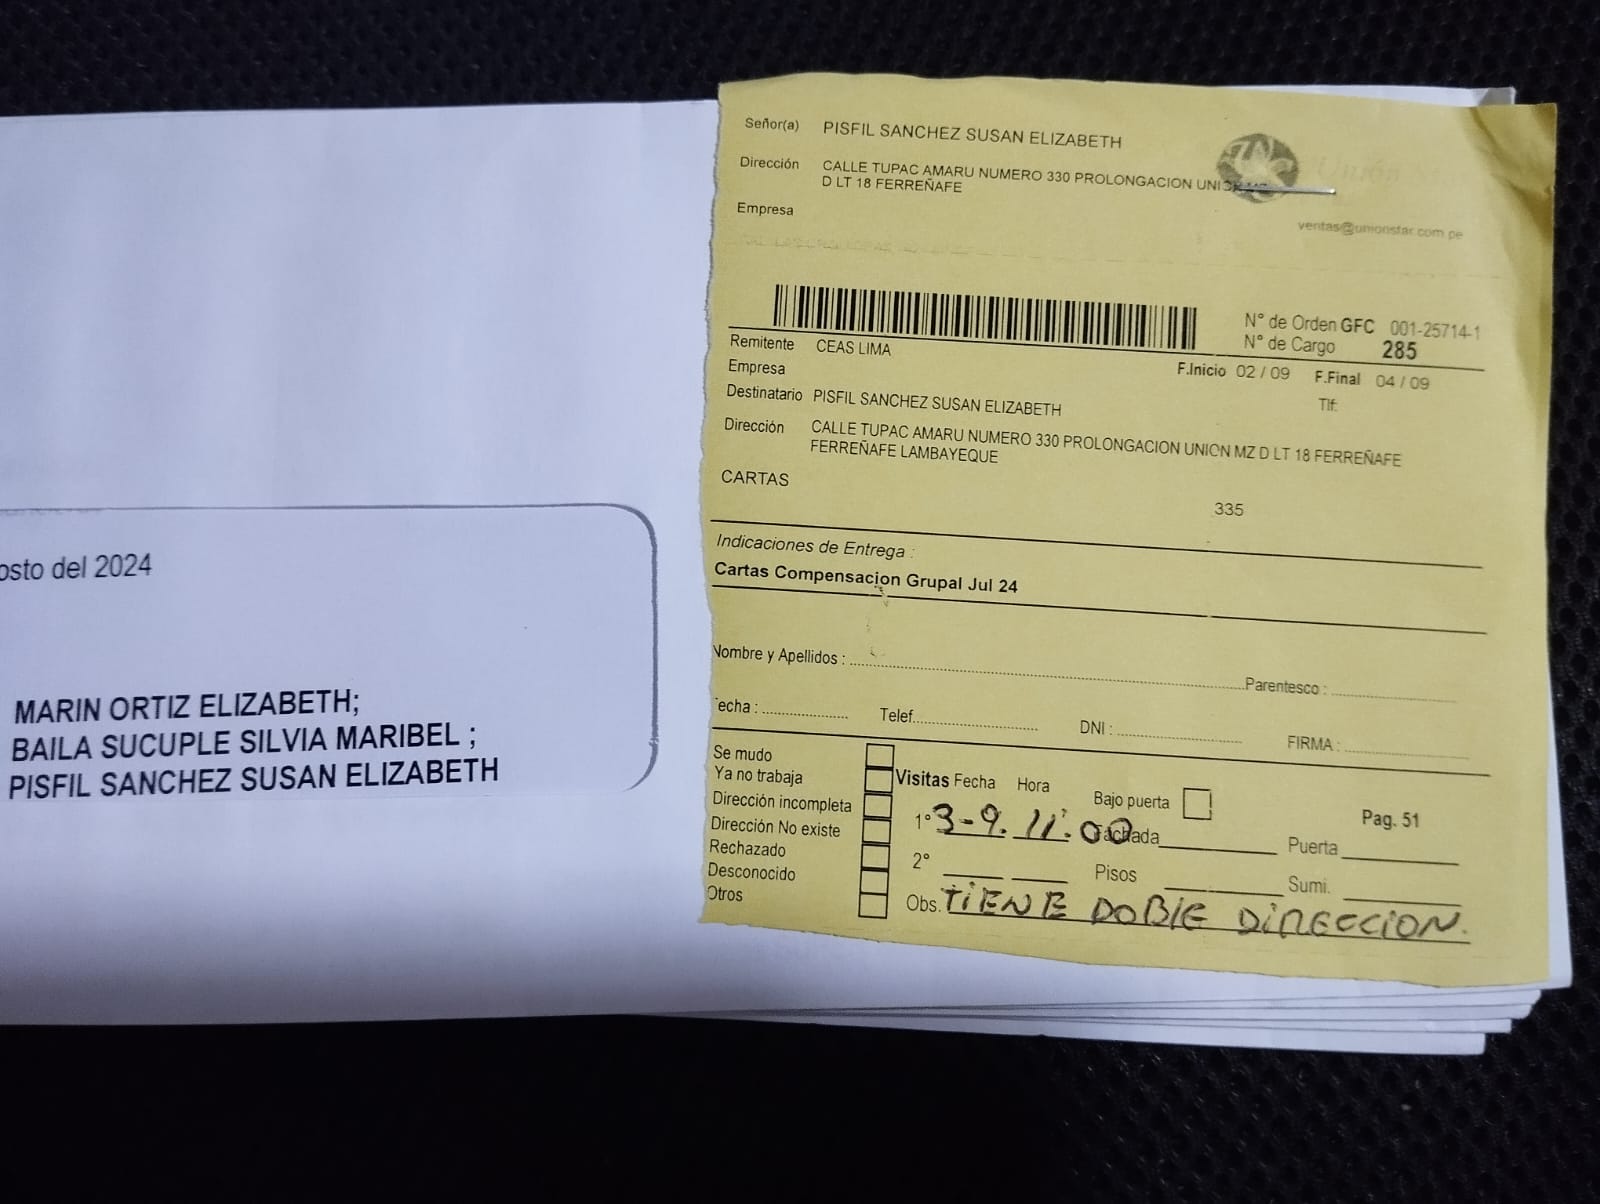 osto del 2024
MARIN ORTIZ ELIZABETH;
BAILA SUCUPLE SILVIA MARIBEL ;
PISFIL SANCHEZ SUSAN ELIZABETH
Señor(a) PISFIL SANCHEZ SUSAN ELIZABETH
Dirección CALLE TUPAC AMARU NUMERO 330 PROLONGACION UNION
D LT 18 FERREÑAFE
Empresa
ventas@unionstar.com.pe
N° de Orden GFC 001-25714-1
N° de Cargo 285
Remitente CEAS LIMA
F.Inicio 02 / 09 F.Final 04 / 09
Empresa
Tlf:
Destinatario PISFIL SANCHEZ SUSAN ELIZABETH
Dirección CALLE TUPAC AMARU NUMERO 330 PROLONGACION UNION MZ D LT 18 FERREÑAFE
FERREÑAFE LAMBAYEQUE
CARTAS
335
Indicaciones de Entrega :
Cartas Compensacion Grupal Jul 24
Nombre y Apellidos : Parentesco :
echa : Telef. DNI : FIRMA :
Se mudo
Ya no trabaja
Dirección incompleta
Dirección No existe
Rechazado
Desconocido
Otros
Visitas Fecha Hora Bajo puerta Pag. 51
1° 3-9. 11:00 Fachada Puerta
2° Pisos Sumi.
Obs. TIENE DOBLE DIRECCION.